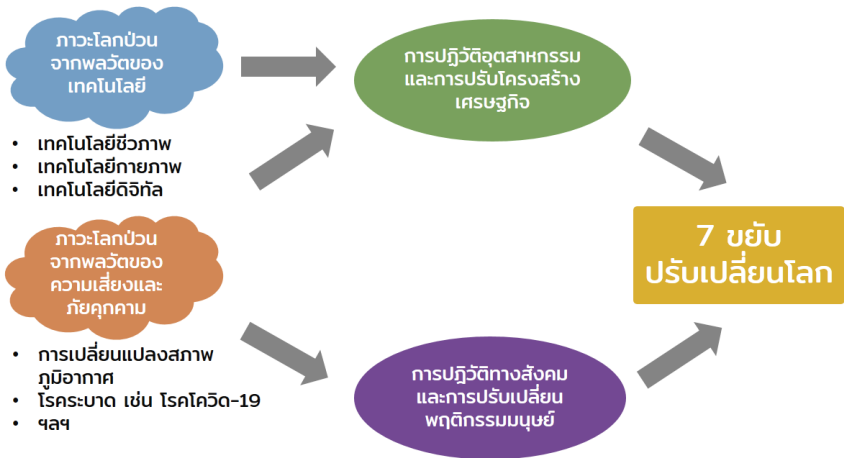 ภาวะโลกป่วน
จากพลวัตของ
เทคโนโลยี
• เทคโนโลยีชีวภาพ
• เทคโนโลยีกายภาพ
• เทคโนโลยีดิจิทัล
ภาวะโลกป่วน
จากพลวัตของ
ความเสี่ยงและ
ภัยคุกคาม
• การเปลี่ยนแปลงสภาพ
ภูมิอากาศ
• โรคระบาด เช่น โรคโควิด-19
• ฯลฯ
การปฏิวัติอุตสาหกรรม
และการปรับโครงสร้าง
เศรษฐกิจ
การปฏิวัติทางสังคม
และการปรับเปลี่ยน
พฤติกรรมมนุษย์
7 ขยับ
ปรับเปลี่ยนโลก